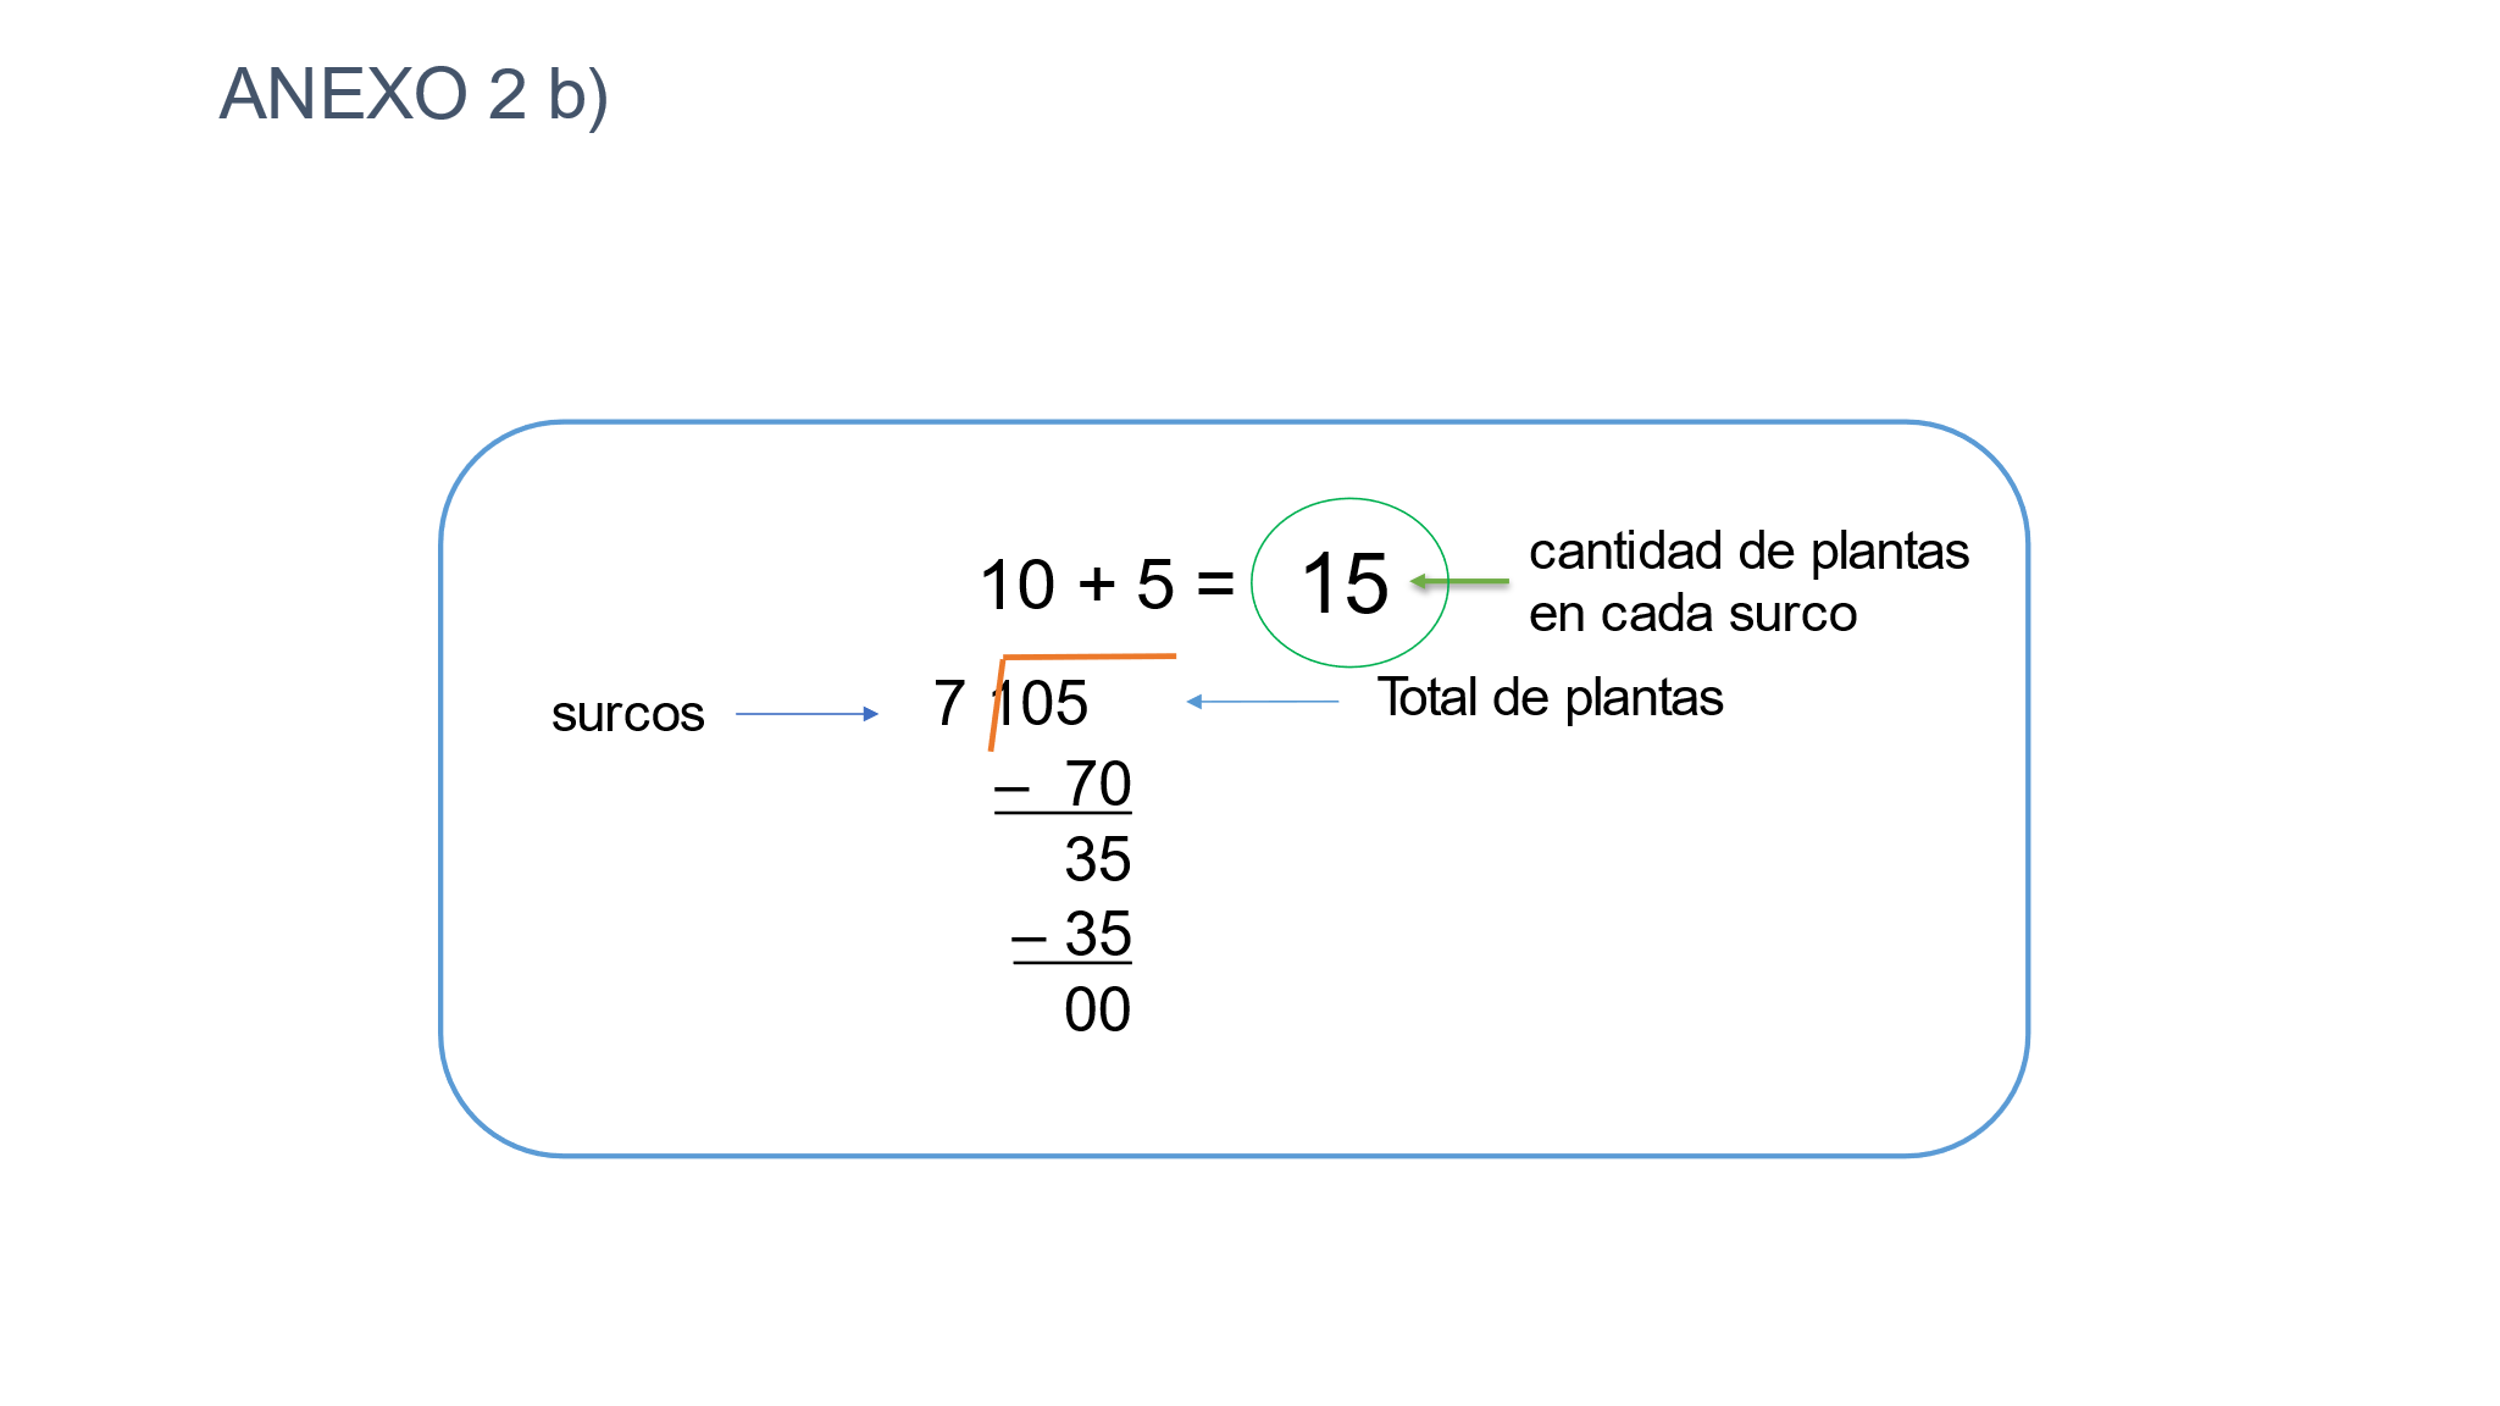 ANEXO 2 b)
10 + 5 = 15
cantidad de plantas
en cada surco
surcos
7 105
Total de plantas
– 70
35
– 35
00